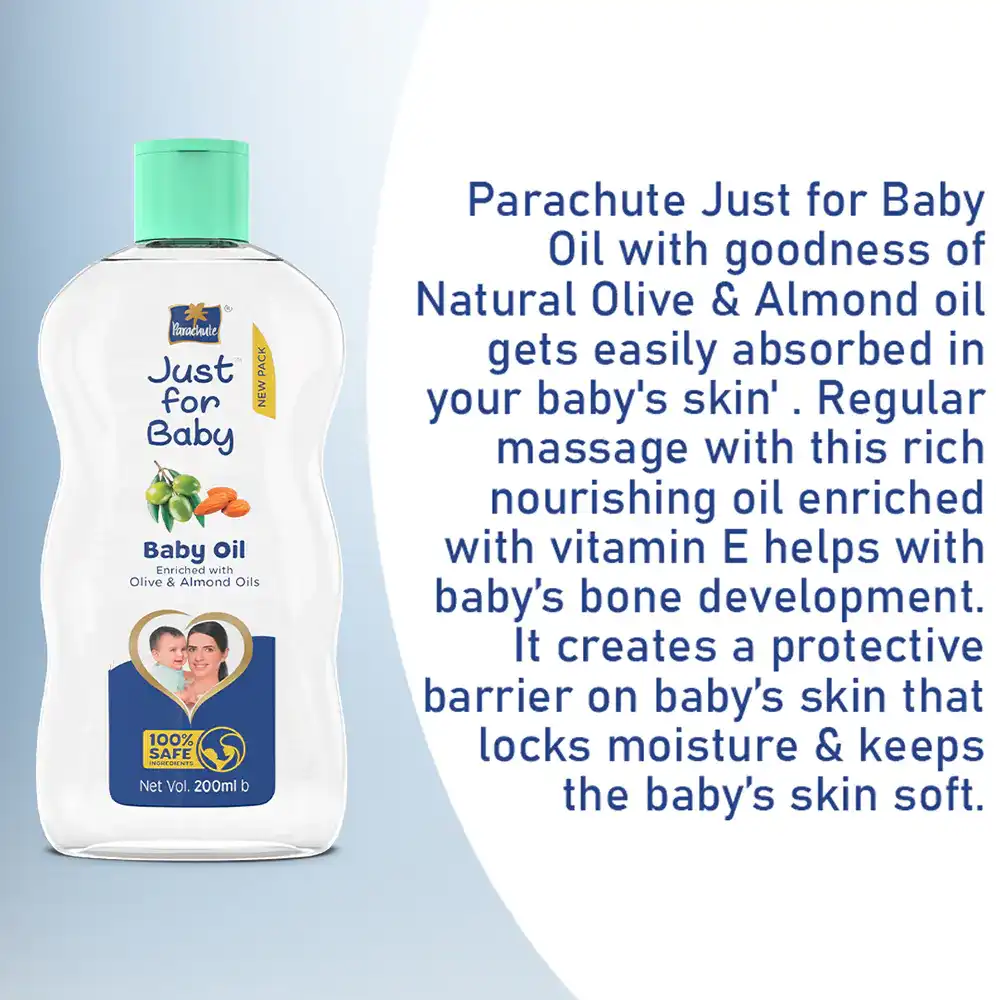 Parachute
®
Just
for
Baby
™
NEW PACK
Baby Oil
Enriched with
Olive & Almond Oils
100%
SAFE
INGREDIENTS
Net Vol. 200ml b
Parachute Just for Baby
Oil with goodness of
Natural Olive & Almond oil
gets easily absorbed in
your baby's skin' . Regular
massage with this rich
nourishing oil enriched
with vitamin E helps with
baby’s bone development.
It creates a protective
barrier on baby’s skin that
locks moisture & keeps
the baby’s skin soft.